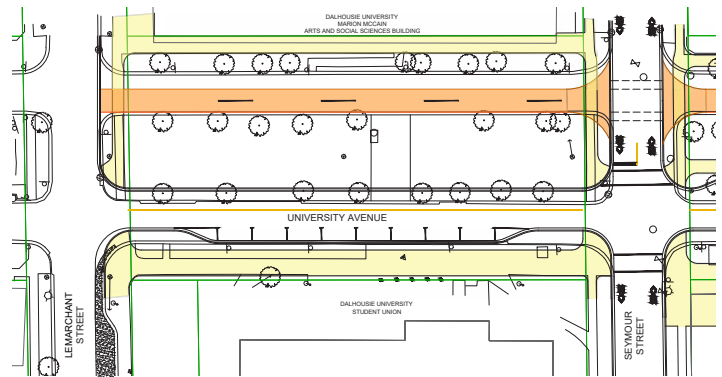 DALHOUSIE UNIVERSITY
MARION MCCAIN
ARTS AND SOCIAL SCIENCES BUILDING
UNIVERSITY AVENUE
DALHOUSIE UNIVERSITY
STUDENT UNION
LEMARCHANT
STREET
SEYMOUR
STREET